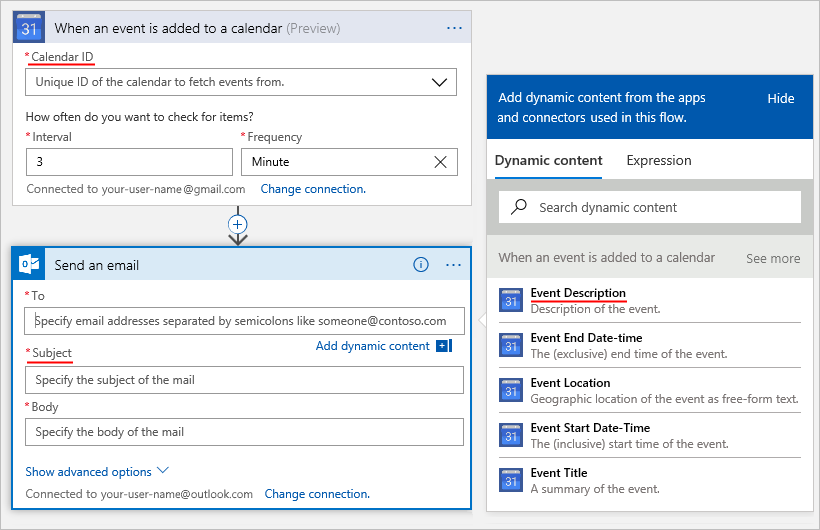 31 When an event is added to a calendar (Preview) ...
* Calendar ID
Unique ID of the calendar to fetch events from.
How often do you want to check for items?
* Interval
* Frequency
3
Minute
Connected to your-user-name@gmail.com Change connection.
Send an email ...
* To
Specify email addresses separated by semicolons like someone@contoso.com
Add dynamic content
* Subject
Specify the subject of the mail
* Body
Specify the body of the mail
Show advanced options
Connected to your-user-name@outlook.com Change connection.
Add dynamic content from the apps
and connectors used in this flow.
Hide
Dynamic content Expression
Search dynamic content
When an event is added to a calendar See more
31 Event Description
Description of the event.
31 Event End Date-time
The (exclusive) end time of the event.
31 Event Location
Geographic location of the event as free-form text.
31 Event Start Date-Time
The (inclusive) start time of the event.
31 Event Title
A summary of the event.